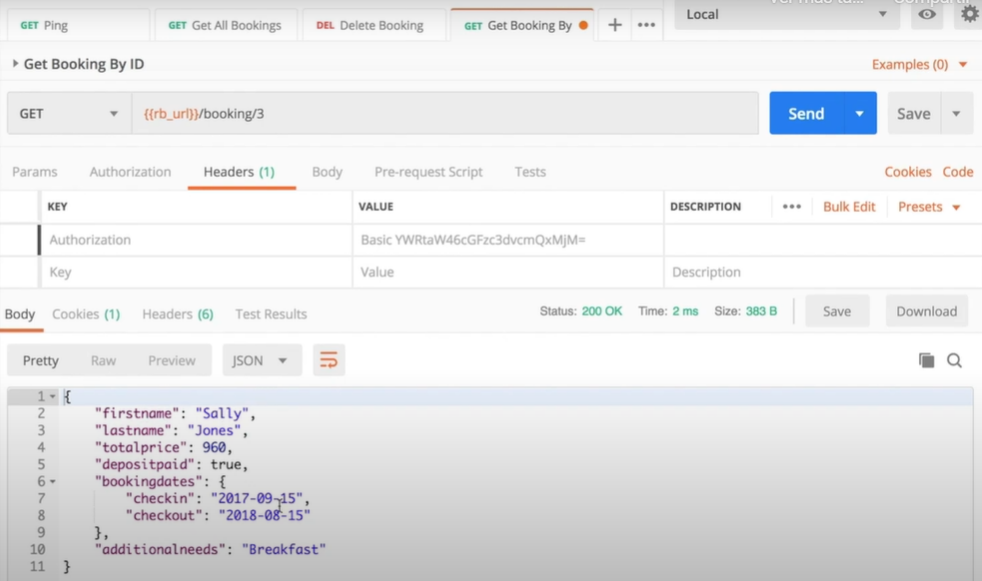 Ver mais ta... Compartil
GET Ping
GET Get All Bookings
DEL Delete Booking
GET Get Booking By
Local
Get Booking By ID
Examples (0)
GET
{{rb_url}}/booking/3
Send
Save
Params Authorization Headers (1) Body Pre-request Script Tests
Cookies Code
KEY VALUE DESCRIPTION
Bulk Edit Presets
Authorization Basic YWRtaW46cGFzc3dvcmQxMjM=
Key Value Description
Body Cookies (1) Headers (6) Test Results
Status: 200 OK Time: 2 ms Size: 383 B
Save Download
Pretty Raw Preview JSON
1 {
2 "firstname": "Sally",
3 "lastname": "Jones",
4 "totalprice": 960,
5 "depositpaid": true,
6 "bookingdates": {
7 "checkin": "2017-09-15",
8 "checkout": "2018-08-15"
9 },
10 "additionalneeds": "Breakfast"
11 }